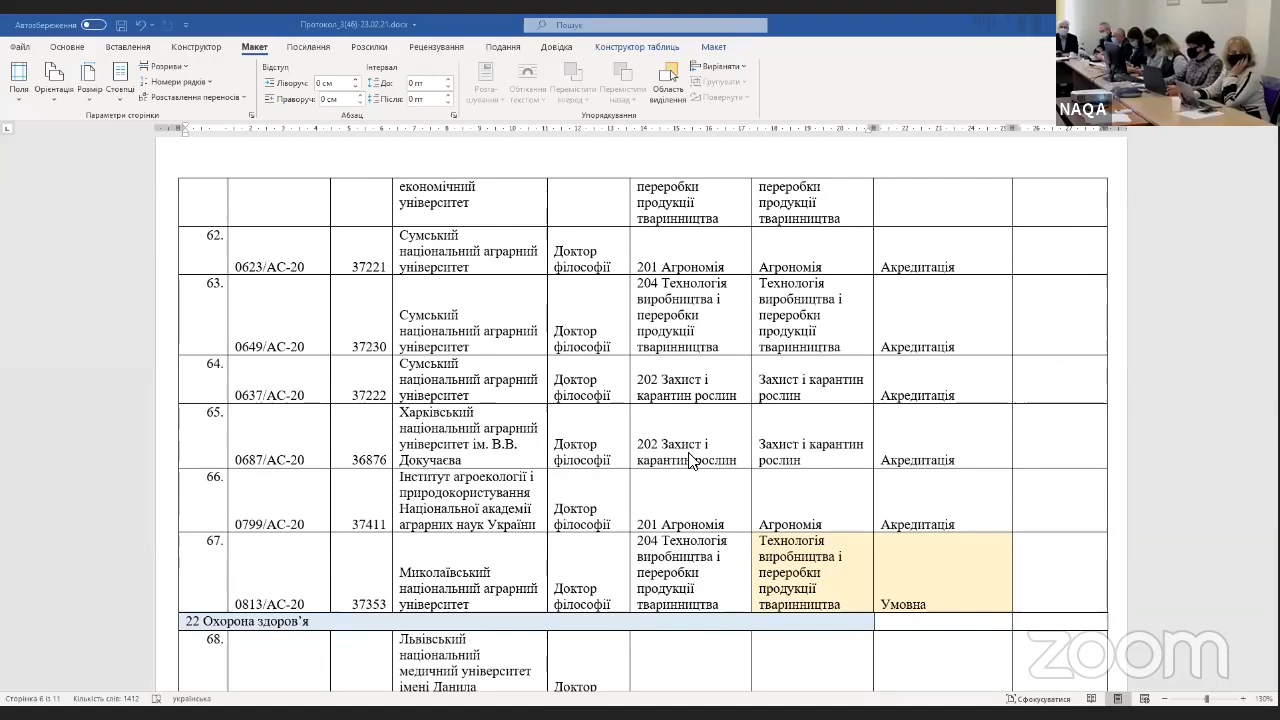 Автозбереження
Протокол_3(46)-23.02.21.docx
Пошук
Файл Основне Вставлення Конструктор Макет Посилання Розсилки Рецензування Подання Довідка Конструктор таблиць Макет
Поля
Орієнтація
Розмір
Стовпці
Розриви
Номери рядків
Розставлення переносів
Параметри сторінки
Відступ
Ліворуч: 0 см
Праворуч: 0 см
Інтервал
До: 0 пт
Після: 0 пт
Абзац
Розта-
шування
Обтікання
текстом
Перемістити
вперед
Перемістити
назад
Область
виділення
Вирівняти
Групувати
Повернути
Упорядкування
NAQA
економічний
університет
переробки
продукції
тваринництва
переробки
продукції
тваринництва
62.
0623/АС-20
37221
Сумський
національний аграрний
університет
Доктор
філософії
201 Агрономія
Агрономія
Акредитація
63.
0649/АС-20
37230
Сумський
національний аграрний
університет
Доктор
філософії
204 Технологія
виробництва і
переробки
продукції
тваринництва
Технологія
виробництва і
переробки
продукції
тваринництва
Акредитація
64.
0637/АС-20
37222
Сумський
національний аграрний
університет
Доктор
філософії
202 Захист і
карантин рослин
Захист і карантин
рослин
Акредитація
65.
0687/АС-20
36876
Харківський
національний аграрний
університет ім. В.В.
Докучаєва
Доктор
філософії
202 Захист і
карантин рослин
Захист і карантин
рослин
Акредитація
66.
0799/АС-20
37411
Інститут агроекології і
природокористування
Національної академії
аграрних наук України
Доктор
філософії
201 Агрономія
Агрономія
Акредитація
67.
0813/АС-20
37353
Миколаївський
національний аграрний
університет
Доктор
філософії
204 Технологія
виробництва і
переробки
продукції
тваринництва
Технологія
виробництва і
переробки
продукції
тваринництва
Умовна
22 Охорона здоров’я
68.
Львівський
національний
медичний університет
імені Данила
Доктор
zoom
Сторінка 6 із 11
Кількість слів: 1412
українська
Сфокусуватися
130%